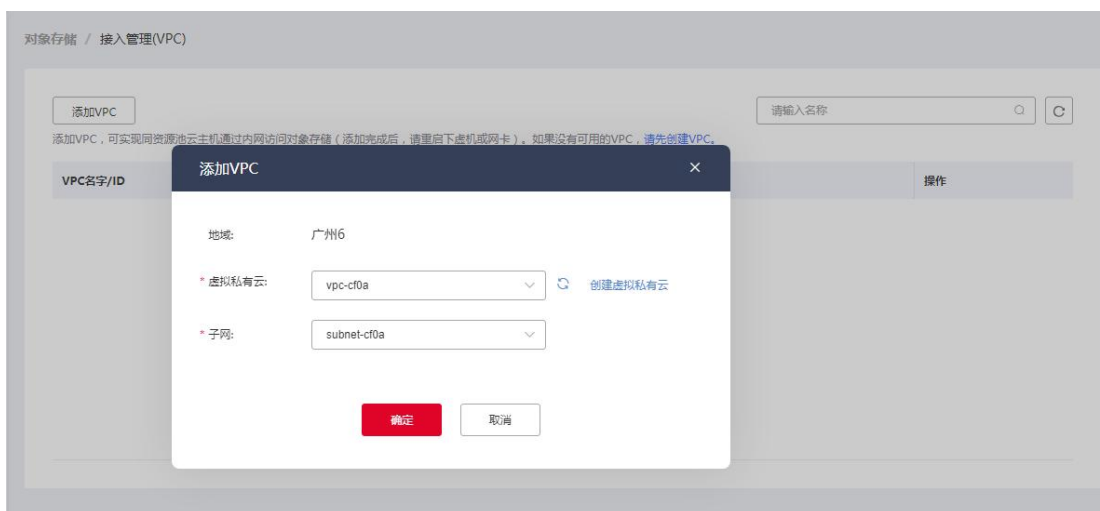 对象存储 / 接入管理(VPC)
添加VPC
请输入名称
添加VPC，可实现同资源池云主机通过内网访问对象存储（添加完成后，请重启下虚机或网卡）。如果没有可用的VPC，请先创建VPC。
VPC名字/ID
操作
添加VPC
地域:
广州6
* 虚拟私有云:
vpc-cf0a
创建虚拟私有云
* 子网:
subnet-cf0a
确定
取消